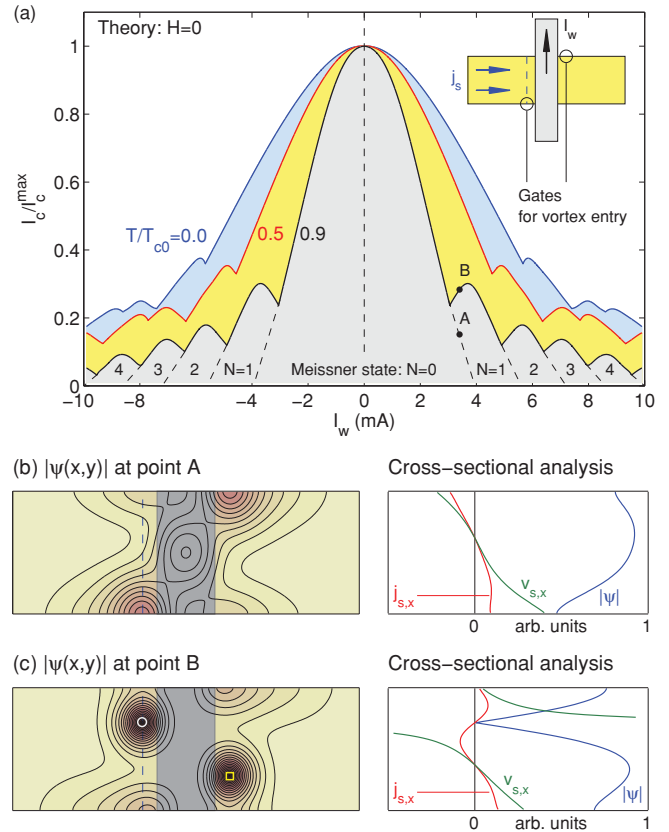 (a)
Theory: H=0
I_w
j_s
Gates
for vortex entry
I_c/I_c^max
1
0.8
0.6
0.4
0.2
0
T/T_c0=0.0
0.5
0.9
B
A
4
3
2
N=1
Meissner state: N=0
N=1
2
3
4
−10
−8
−6
−4
−2
0
2
4
6
8
10
I_w (mA)
(b) |ψ(x,y)| at point A
Cross−sectional analysis
v_s,x
j_s,x
|ψ|
0
arb. units
1
(c) |ψ(x,y)| at point B
Cross−sectional analysis
v_s,x
j_s,x
|ψ|
0
arb. units
1